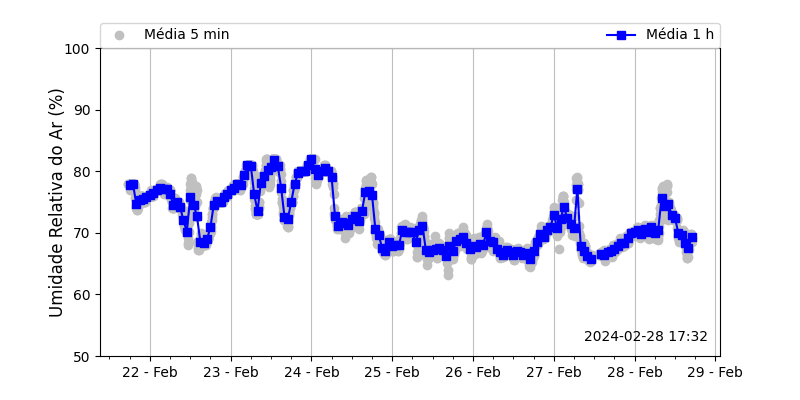 Média 5 min
Média 1 h
100
90
80
70
60
50
Umidade Relativa do Ar (%)
2024-02-28 17:32
22 - Feb
23 - Feb
24 - Feb
25 - Feb
26 - Feb
27 - Feb
28 - Feb
29 - Feb